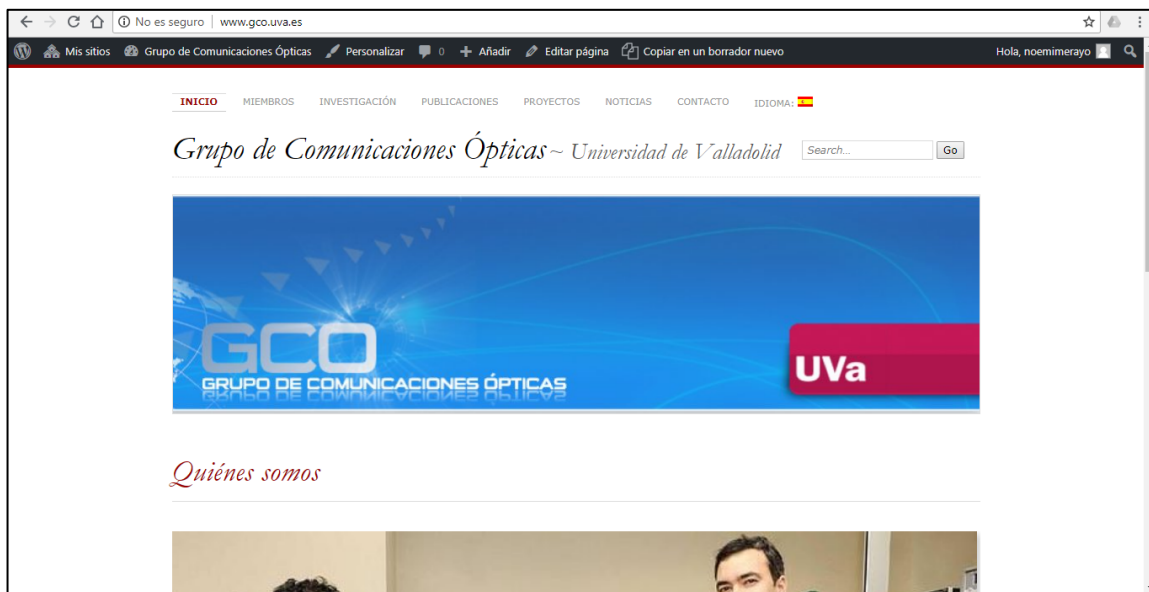 No es seguro | www.gco.uva.es
Mis sitios Grupo de Comunicaciones Ópticas Personalizar 0 Añadir Editar página Copiar en un borrador nuevo Hola, noemimerayo
INICIO MIEMBROS INVESTIGACIÓN PUBLICACIONES PROYECTOS NOTICIAS CONTACTO IDIOMA:
Grupo de Comunicaciones Ópticas ~ Universidad de Valladolid Search... Go
GCO
GRUPO DE COMUNICACIONES ÓPTICAS
UVa
Quiénes somos